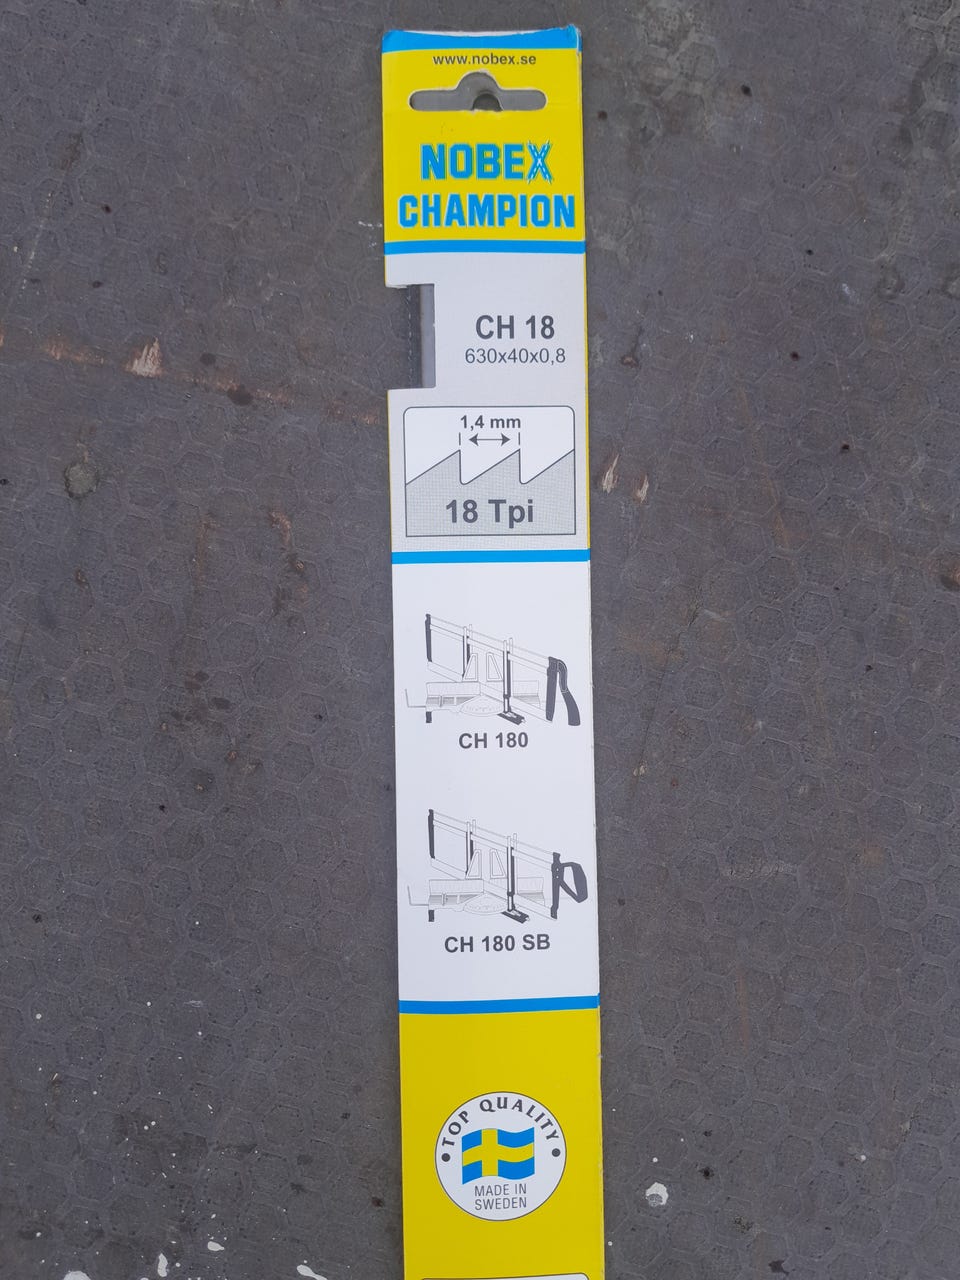 www.nobex.se
NOBEX
CHAMPION
CH 18
630x40x0,8
1,4 mm
18 Tpi
CH 180
CH 180 SB
TOP QUALITY
MADE IN
SWEDEN